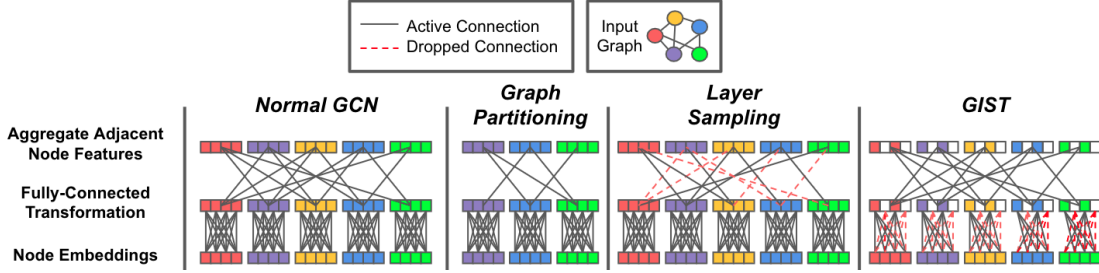 Active Connection
Dropped Connection
Input
Graph
Normal GCN
Graph
Partitioning
Layer
Sampling
GIST
Aggregate Adjacent
Node Features
Fully-Connected
Transformation
Node Embeddings